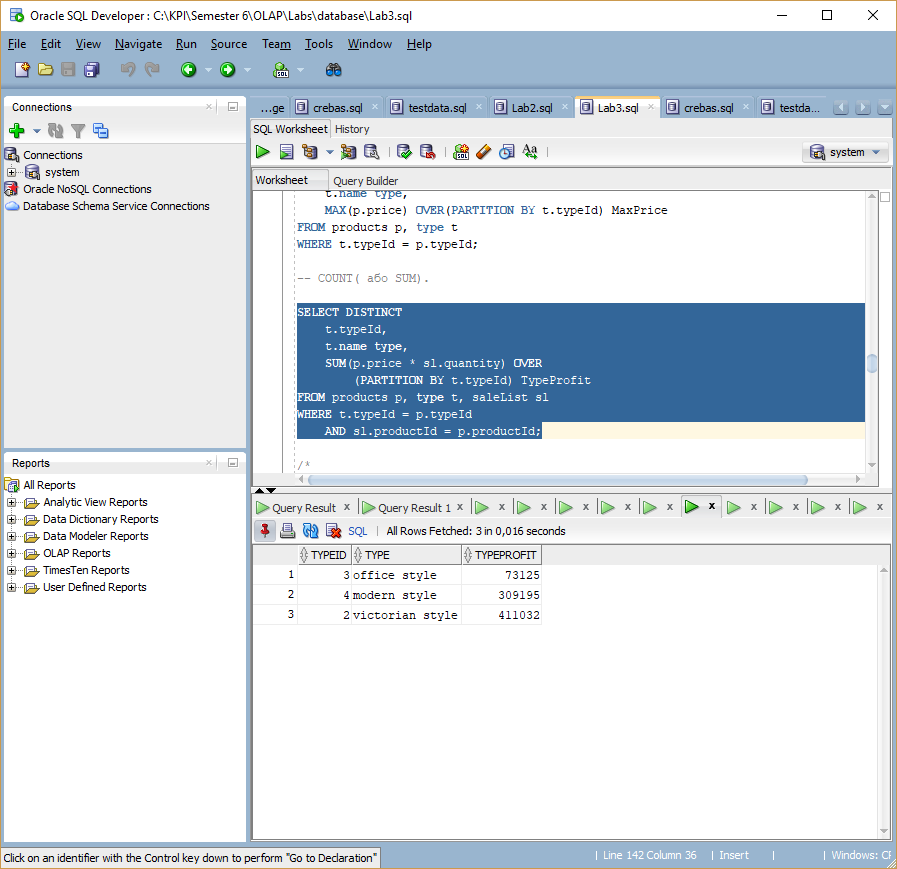 Oracle SQL Developer : C:\KPI\Semester 6\OLAP\Labs\database\Lab3.sql
File Edit View Navigate Run Source Team Tools Window Help
Connections
Connections
system
Oracle NoSQL Connections
Database Schema Service Connections
Reports
All Reports
Analytic View Reports
Data Dictionary Reports
Data Modeler Reports
OLAP Reports
TimesTen Reports
User Defined Reports
...ge crebas.sql testdata.sql Lab2.sql Lab3.sql crebas.sql testda...
SQL Worksheet History
system
Worksheet Query Builder
t.name type,
MAX(p.price) OVER(PARTITION BY t.typeId) MaxPrice
FROM products p, type t
WHERE t.typeId = p.typeId;
-- COUNT( або SUM).
SELECT DISTINCT
t.typeId,
t.name type,
SUM(p.price * sl.quantity) OVER
(PARTITION BY t.typeId) TypeProfit
FROM products p, type t, saleList sl
WHERE t.typeId = p.typeId
AND sl.productId = p.productId;
/*
Query Result x Query Result 1 x
SQL | All Rows Fetched: 3 in 0,016 seconds
TYPEID TYPE TYPEPROFIT
1 3 office style 73125
2 4 modern style 309195
3 2 victorian style 411032
Click on an identifier with the Control key down to perform "Go to Declaration"
Line 142 Column 36 | Insert | Windows: CF